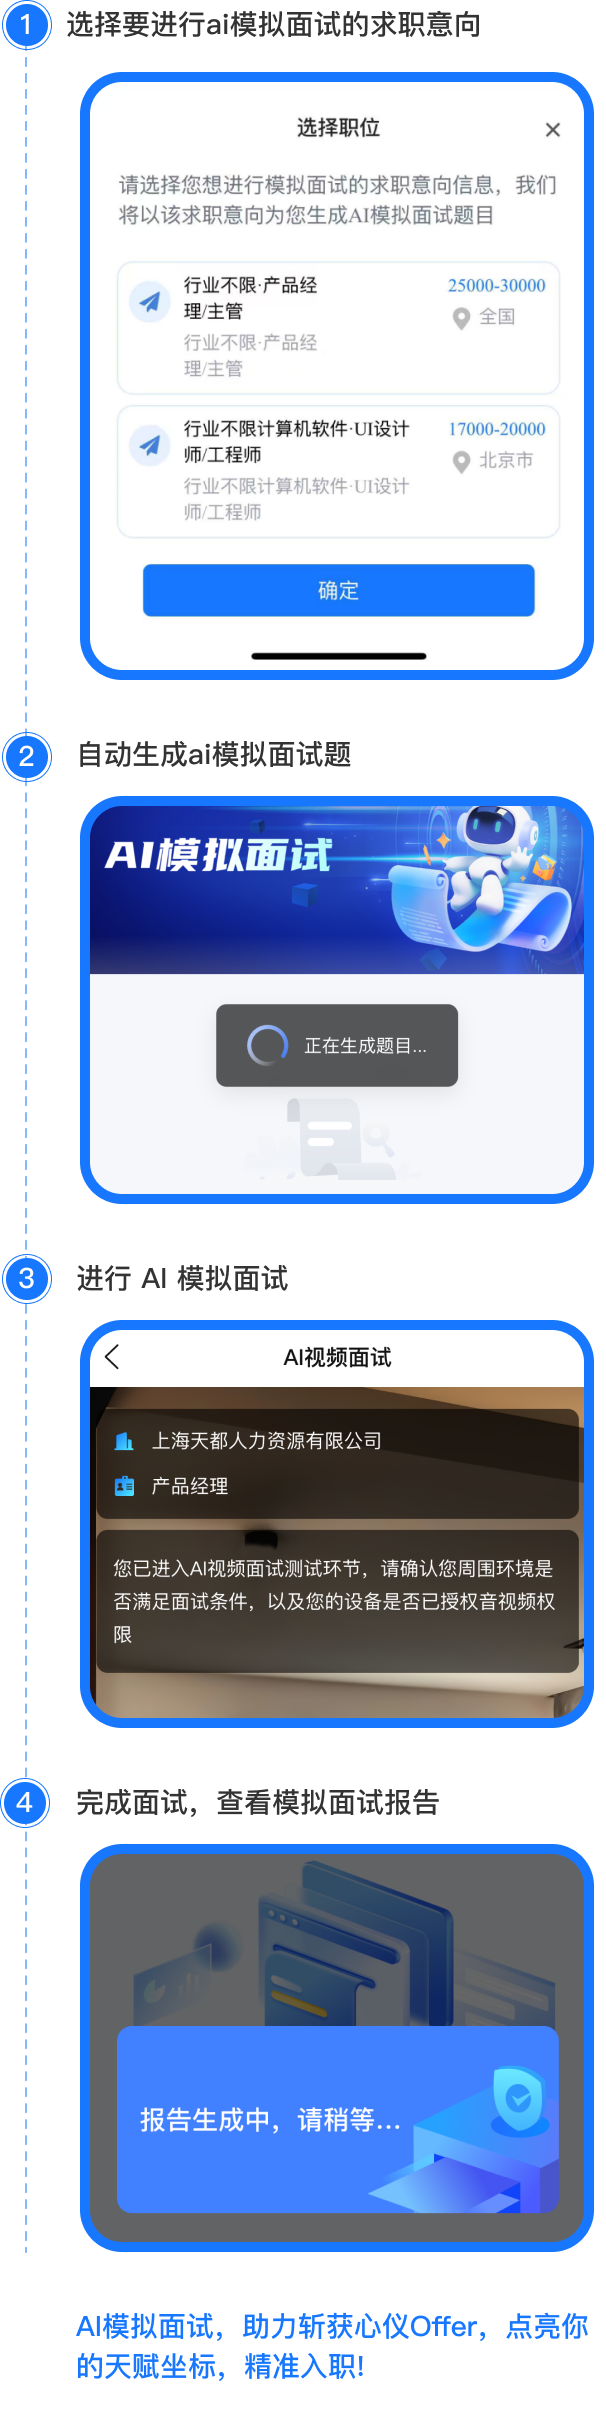 1 选择要进行ai模拟面试的求职意向
选择职位
请选择您想进行模拟面试的求职意向信息，我们
将以该求职意向为您生成AI模拟面试题目
行业不限·产品经
理/主管
25000-30000
全国
行业不限·产品经
理/主管
行业不限计算机软件·UI设计
师/工程师
17000-20000
北京市
行业不限计算机软件·UI设计
师/工程师
确定
2 自动生成ai模拟面试题
AI模拟面试
正在生成题目...
3 进行 AI 模拟面试
AI视频面试
上海天都人力资源有限公司
产品经理
您已进入AI视频面试测试环节，请确认您周围环境是
否满足面试条件，以及您的设备是否已授权音视频权
限
4 完成面试，查看模拟面试报告
报告生成中，请稍等...
AI模拟面试，助力斩获心仪Offer，点亮你
的天赋坐标，精准入职!